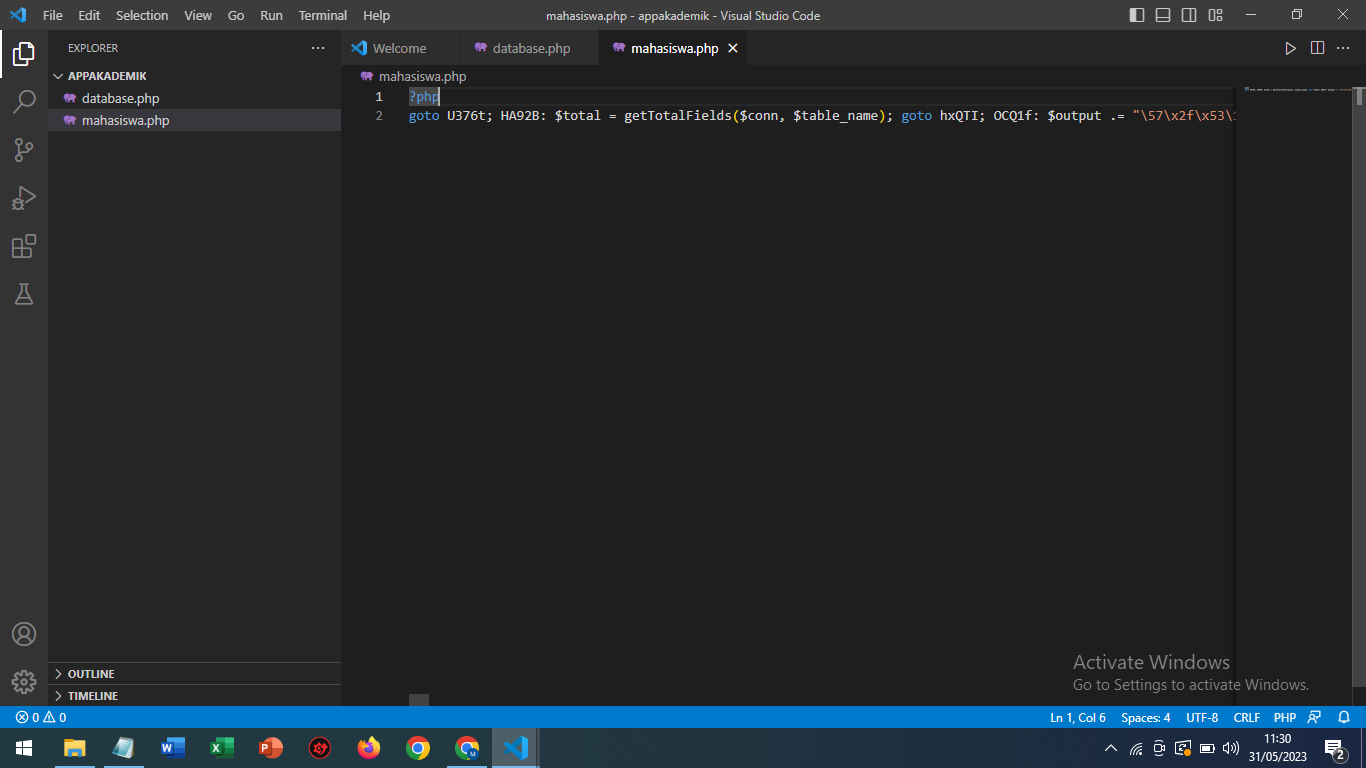 File Edit Selection View Go Run Terminal Help mahasiswa.php - appakademik - Visual Studio Code
EXPLORER
Welcome database.php mahasiswa.php
APPAKADEMIK
database.php
mahasiswa.php
mahasiswa.php
1 ?php
2 goto U376t; HA92B: $total = getTotalFields($conn, $table_name); goto hxQTI; OCQ1f: $output .= "\57\x2f\x53\
Activate Windows
Go to Settings to activate Windows.
OUTLINE
TIMELINE
0 0 Ln 1, Col 6 Spaces: 4 UTF-8 CRLF PHP
11:30
31/05/2023
2